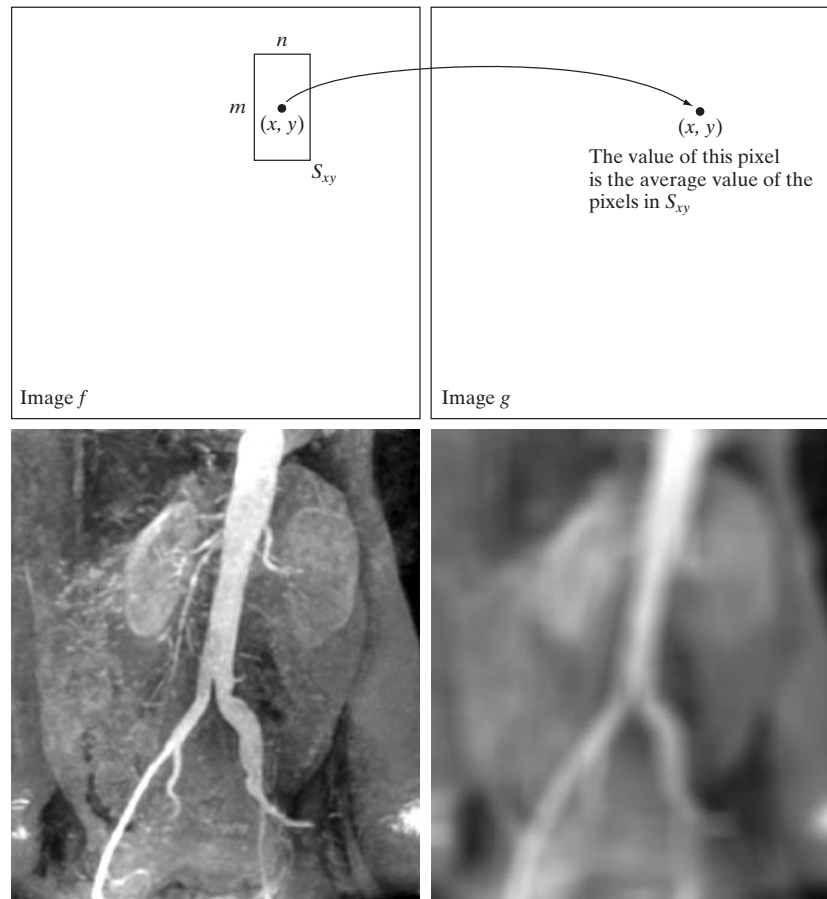 n
m
(x, y)
S_xy
Image f
(x, y)
The value of this pixel
is the average value of the
pixels in S_xy
Image g